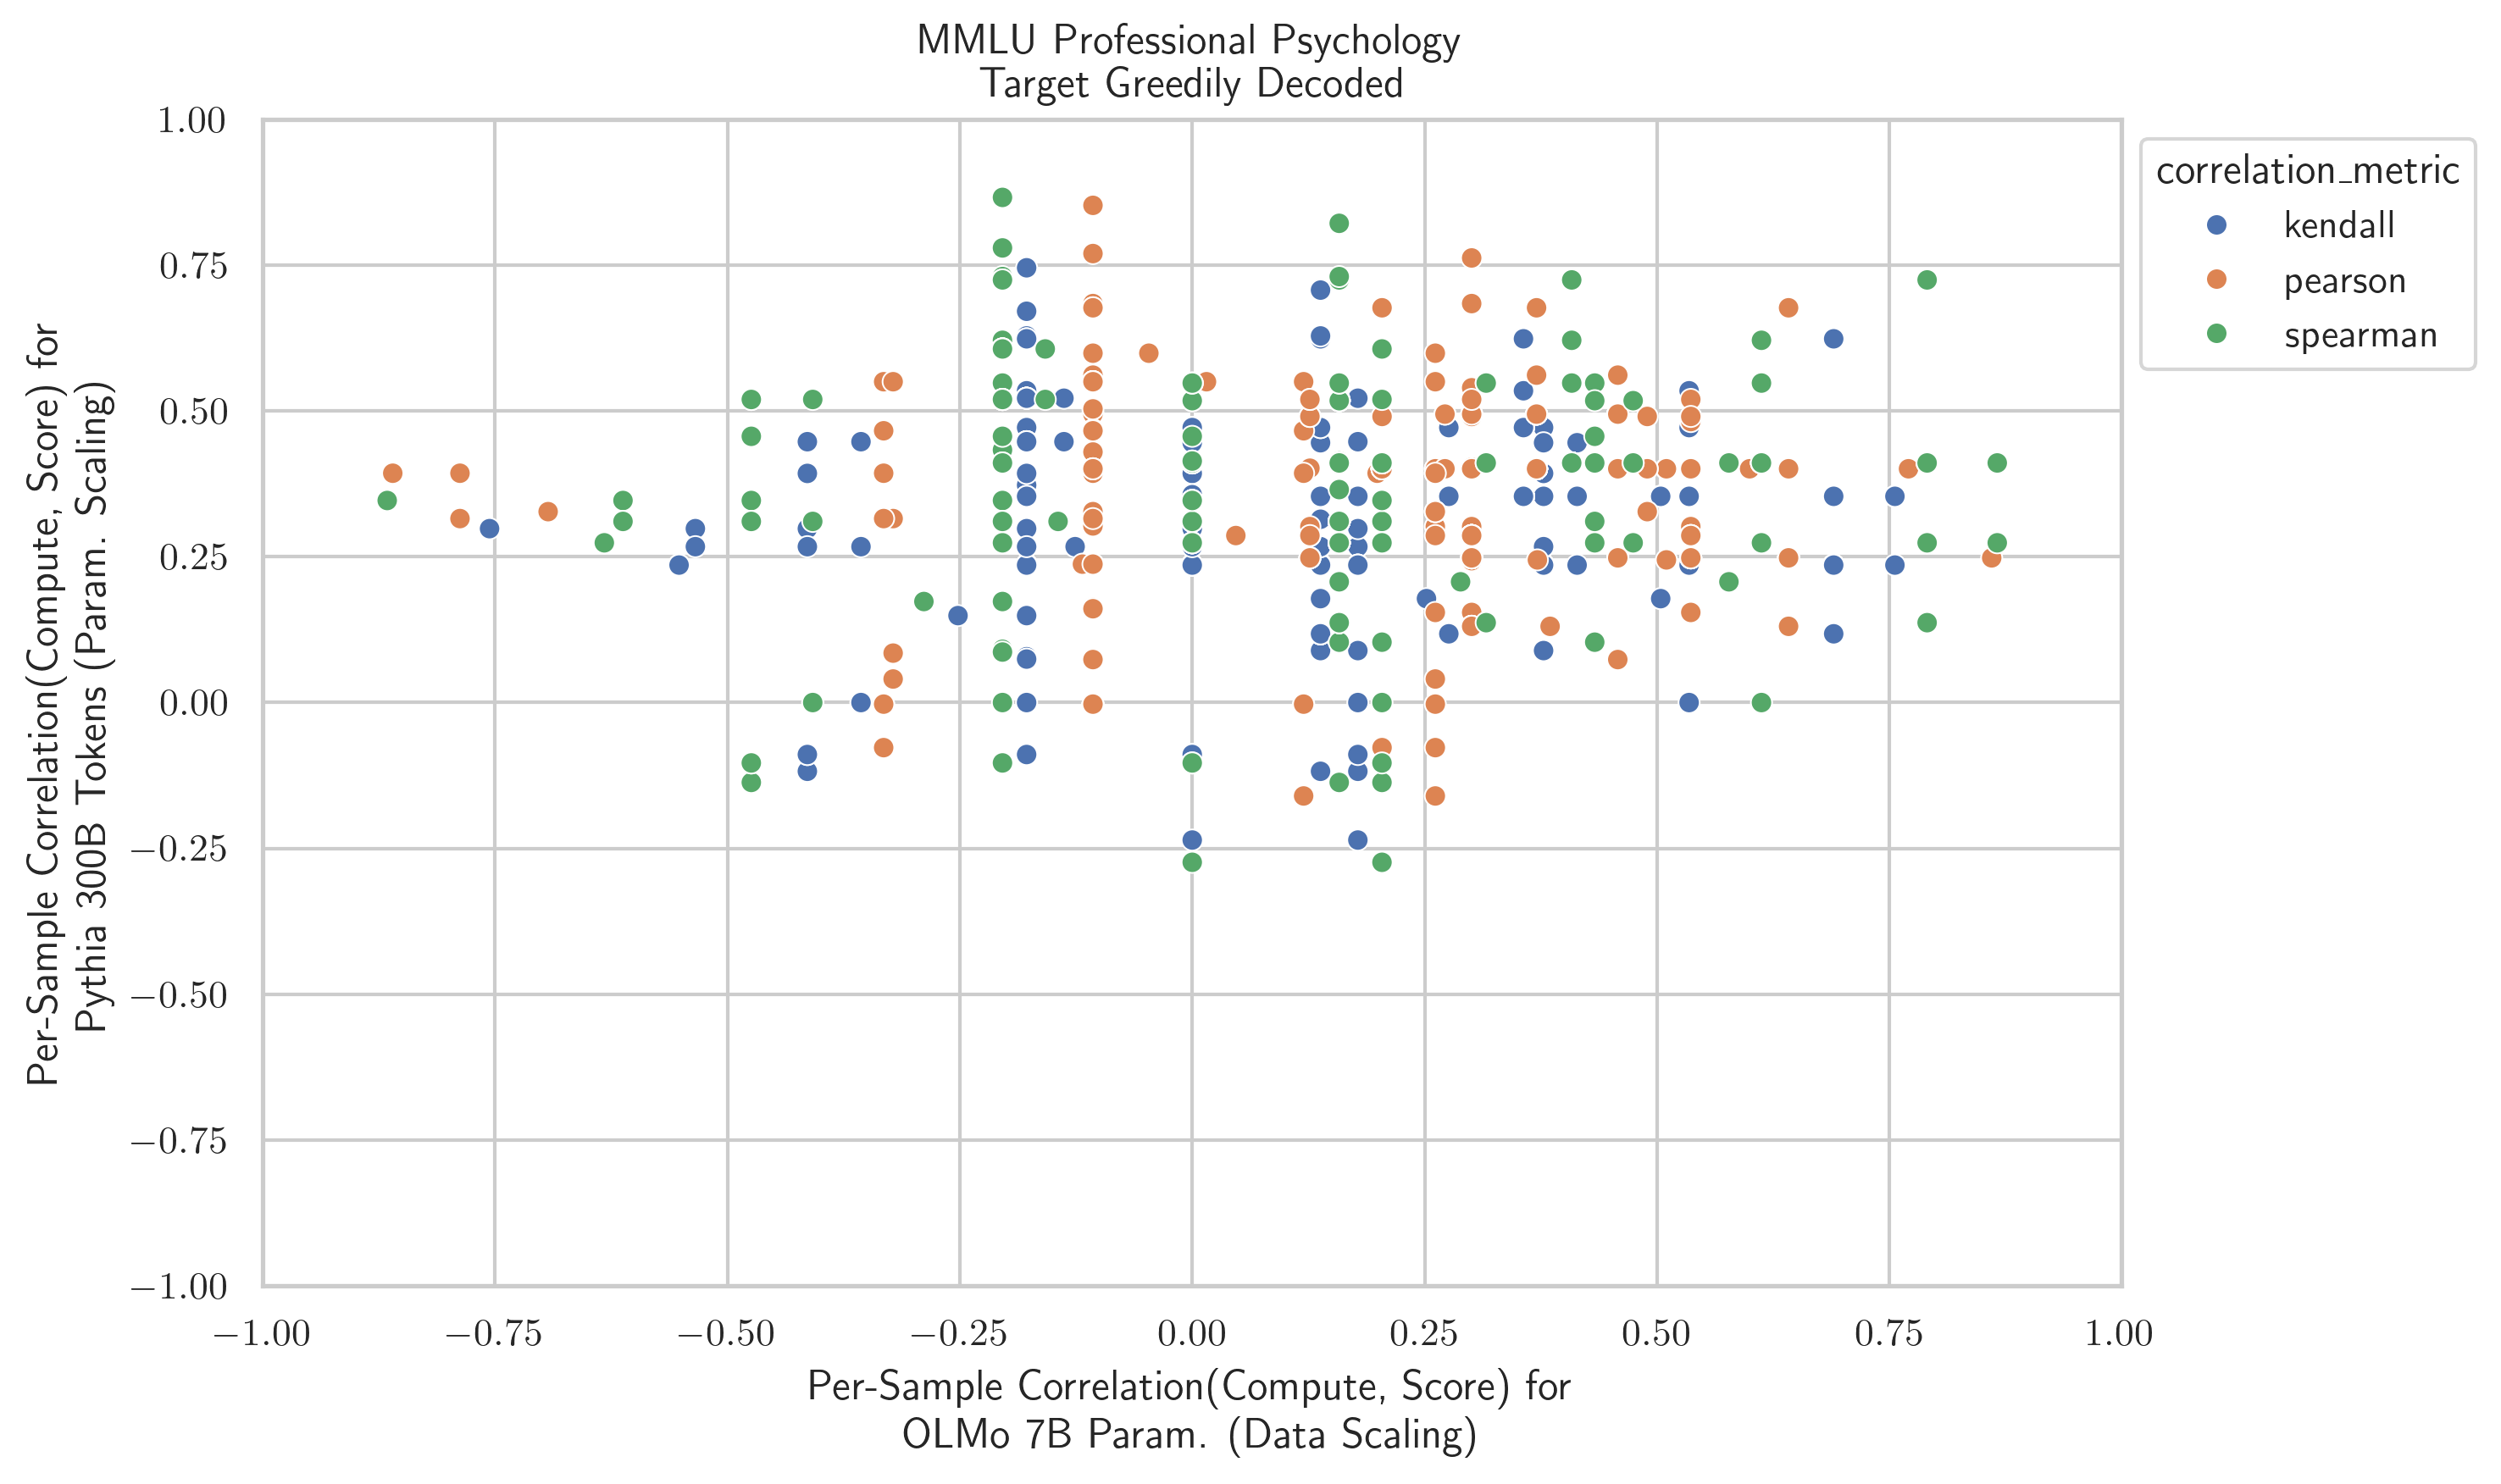 MMLU Professional Psychology
Target Greedily Decoded
1.00
0.75
0.50
0.25
0.00
−0.25
−0.50
−0.75
−1.00
Per-Sample Correlation(Compute, Score) for
Pythia 300B Tokens (Param. Scaling)
−1.00 −0.75 −0.50 −0.25 0.00 0.25 0.50 0.75 1.00
Per-Sample Correlation(Compute, Score) for
OLMo 7B Param. (Data Scaling)
correlation_metric
kendall
pearson
spearman